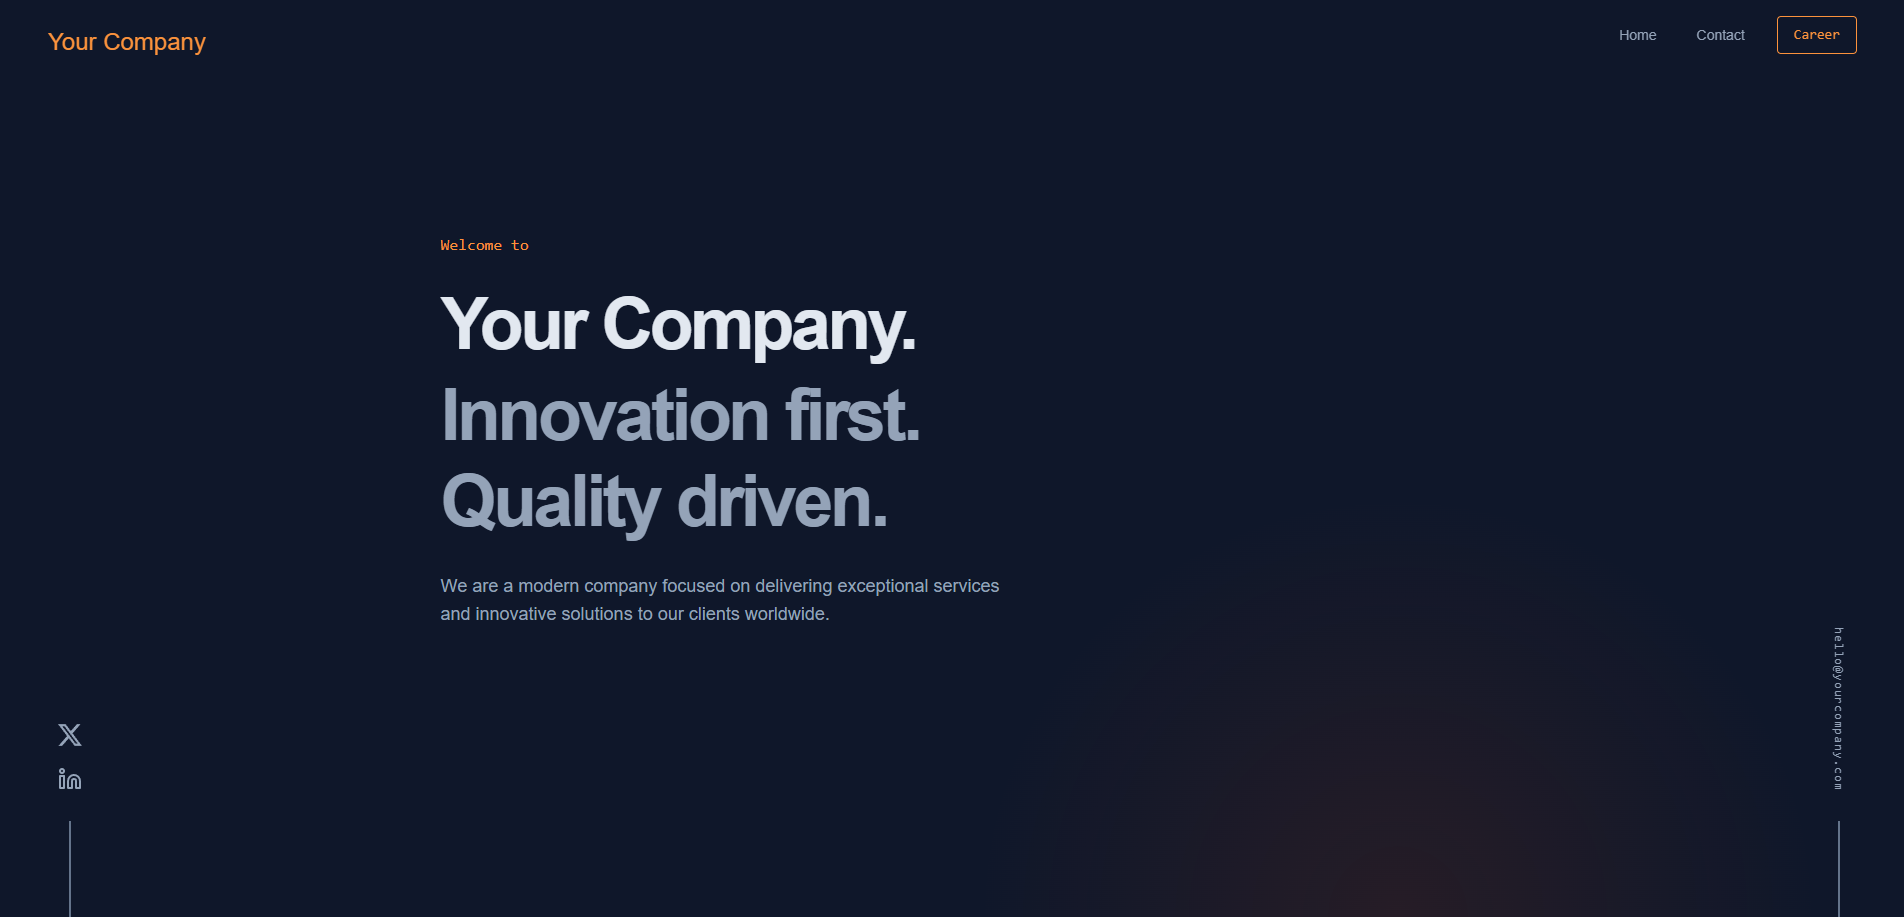 Your Company
Home
Contact
Career
Welcome to
Your Company.
Innovation first.
Quality driven.
We are a modern company focused on delivering exceptional services
and innovative solutions to our clients worldwide.
hello@yourcompany.com